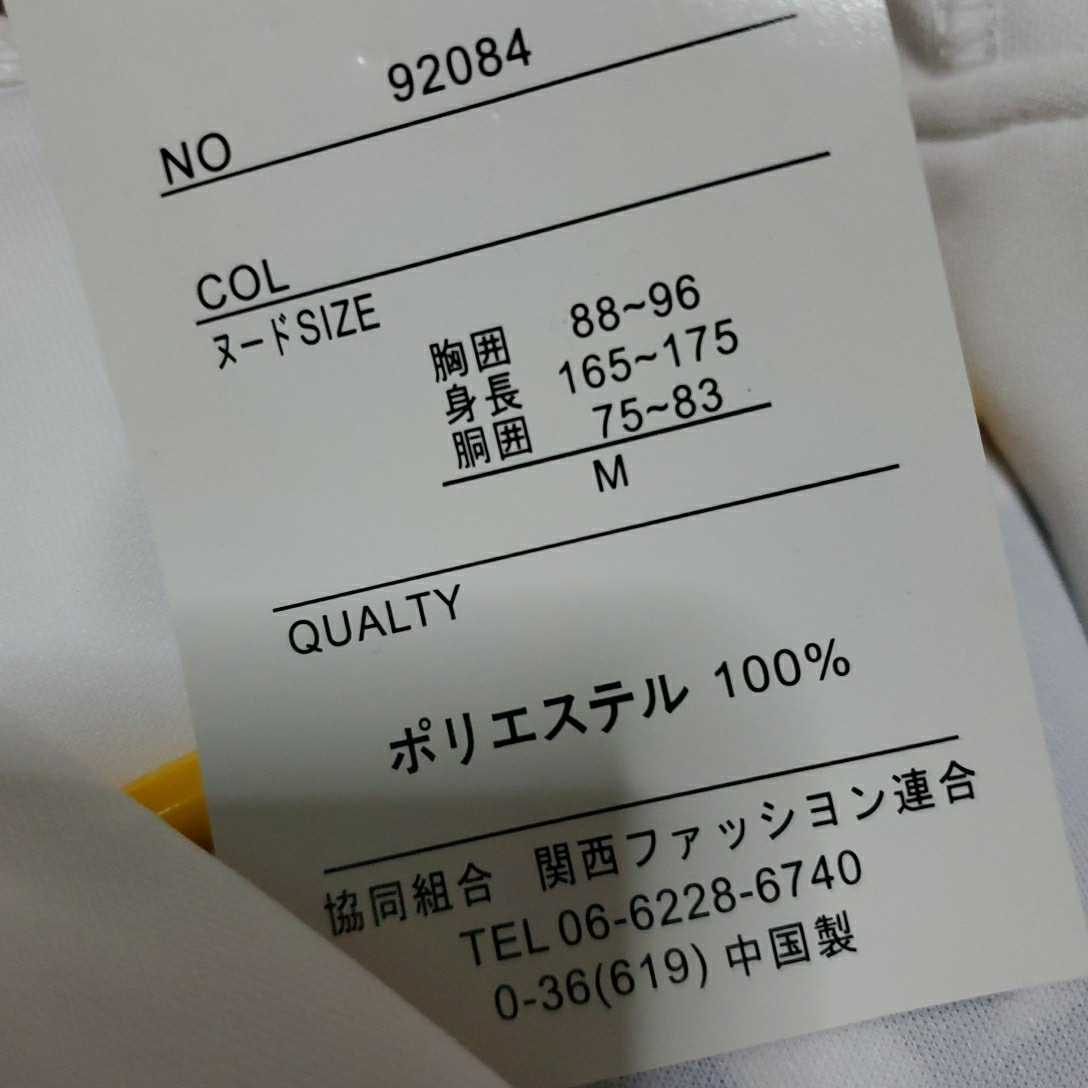 NO 92084
COL
ヌードSIZE
胸囲 88~96
身長 165~175
胴囲 75~83
M
QUALTY
ポリエステル 100%
協同組合 関西ファッション連合
TEL 06-6228-6740
0-36(619) 中国製